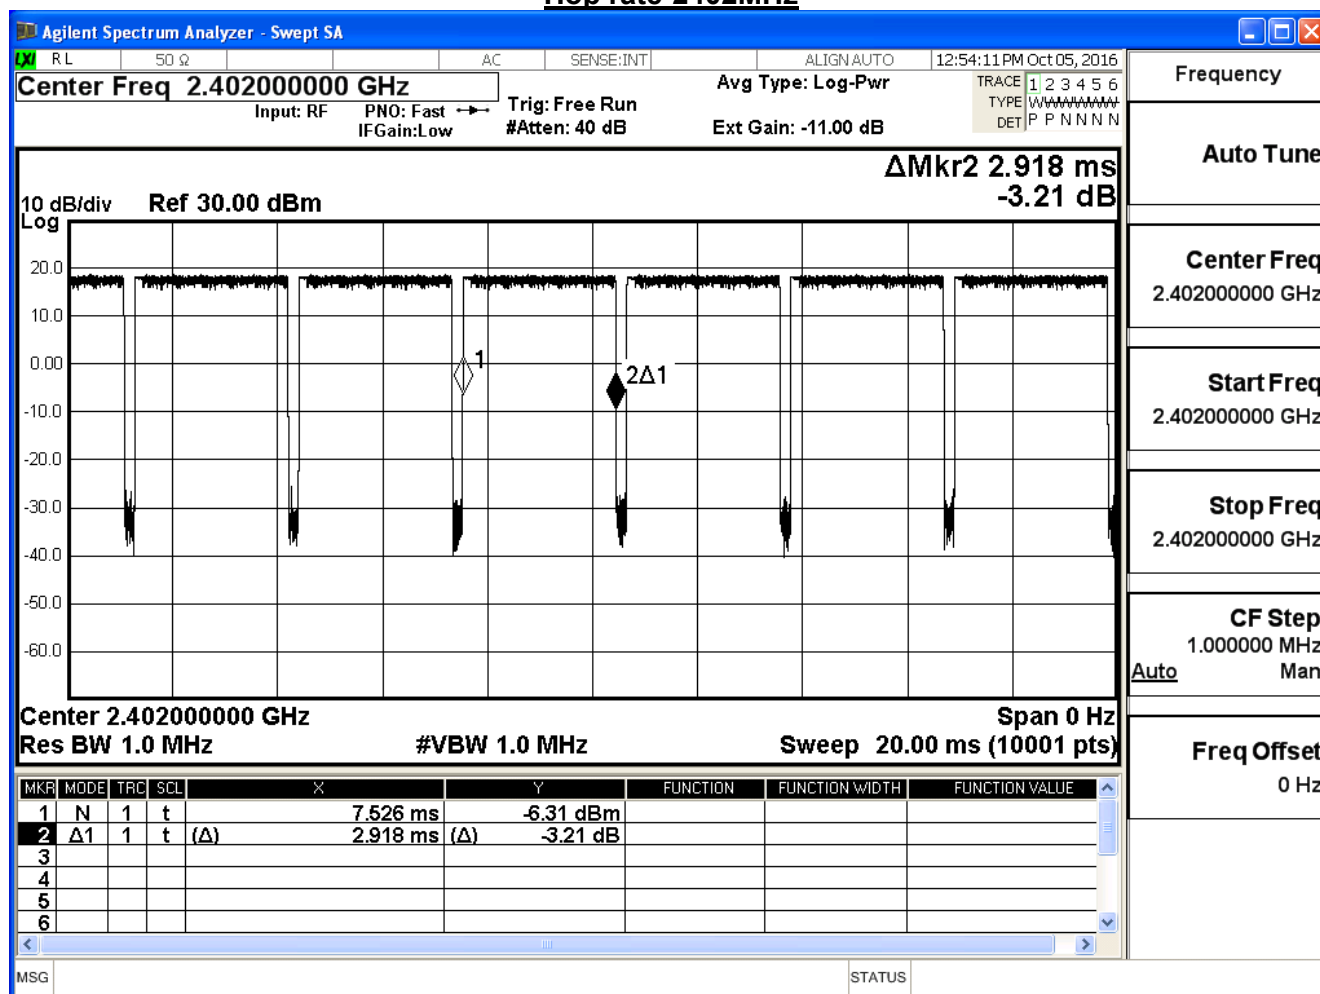 Hop rate 2402MHz
Agilent Spectrum Analyzer - Swept SA
LXI RL 50 Ω AC SENSE:INT ALIGN AUTO 12:54:11 PM Oct 05, 2016
Center Freq 2.402000000 GHz
Input: RF PNO: Fast IFGain:Low
Trig: Free Run
#Atten: 40 dB
Avg Type: Log-Pwr
Ext Gain: -11.00 dB
TRACE 1 2 3 4 5 6
TYPE WWWWWW
DET P P N N N N
ΔMkr2 2.918 ms
-3.21 dB
10 dB/div Ref 30.00 dBm
Log
20.0
10.0
0.00
-10.0
-20.0
-30.0
-40.0
-50.0
-60.0
1
2Δ1
Center 2.402000000 GHz Span 0 Hz
Res BW 1.0 MHz #VBW 1.0 MHz Sweep 20.00 ms (10001 pts)
MKR MODE TRC SCL X Y FUNCTION FUNCTION WIDTH FUNCTION VALUE
1 N 1 t 7.526 ms -6.31 dBm
2 Δ1 1 t (Δ) 2.918 ms (Δ) -3.21 dB
3
4
5
6
MSG STATUS
Frequency
Auto Tune
Center Freq
2.402000000 GHz
Start Freq
2.402000000 GHz
Stop Freq
2.402000000 GHz
CF Step
1.000000 MHz
Auto Man
Freq Offset
0 Hz